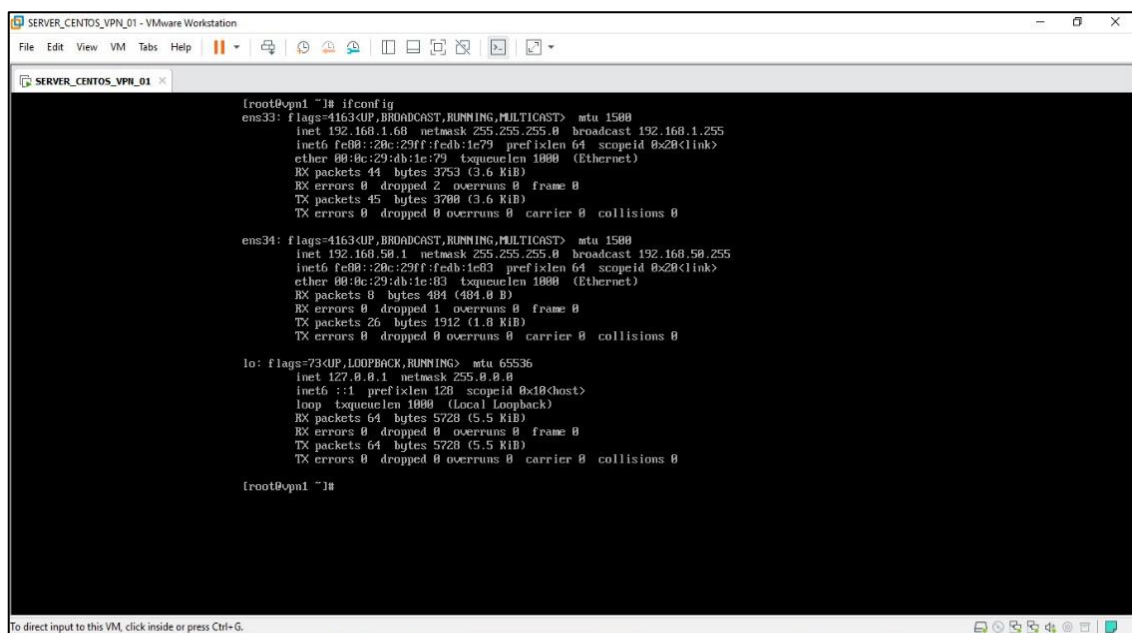 SERVER_CENTOS_VPN_01 - VMware Workstation
File Edit View VM Tabs Help
SERVER_CENTOS_VPN_01
[root@vpn1 ~]# ifconfig
ens33: flags=4163<UP,BROADCAST,RUNNING,MULTICAST> mtu 1500
inet 192.168.1.68 netmask 255.255.255.0 broadcast 192.168.1.255
inet6 fe80::20c:29ff:fedb:1e79 prefixlen 64 scopeid 0x20<link>
ether 00:0c:29:db:1e:79 txqueuelen 1000 (Ethernet)
RX packets 44 bytes 3753 (3.6 KiB)
RX errors 0 dropped 2 overruns 0 frame 0
TX packets 45 bytes 3700 (3.6 KiB)
TX errors 0 dropped 0 overruns 0 carrier 0 collisions 0
ens34: flags=4163<UP,BROADCAST,RUNNING,MULTICAST> mtu 1500
inet 192.168.50.1 netmask 255.255.255.0 broadcast 192.168.50.255
inet6 fe80::20c:29ff:fedb:1e83 prefixlen 64 scopeid 0x20<link>
ether 00:0c:29:db:1e:83 txqueuelen 1000 (Ethernet)
RX packets 8 bytes 484 (484.0 B)
RX errors 0 dropped 1 overruns 0 frame 0
TX packets 26 bytes 1912 (1.8 KiB)
TX errors 0 dropped 0 overruns 0 carrier 0 collisions 0
lo: flags=73<UP,LOOPBACK,RUNNING> mtu 65536
inet 127.0.0.1 netmask 255.0.0.0
inet6 ::1 prefixlen 128 scopeid 0x10<host>
loop txqueuelen 1000 (Local Loopback)
RX packets 64 bytes 5728 (5.5 KiB)
RX errors 0 dropped 0 overruns 0 frame 0
TX packets 64 bytes 5728 (5.5 KiB)
TX errors 0 dropped 0 overruns 0 carrier 0 collisions 0
[root@vpn1 ~]#
To direct input to this VM, click inside or press Ctrl+G.